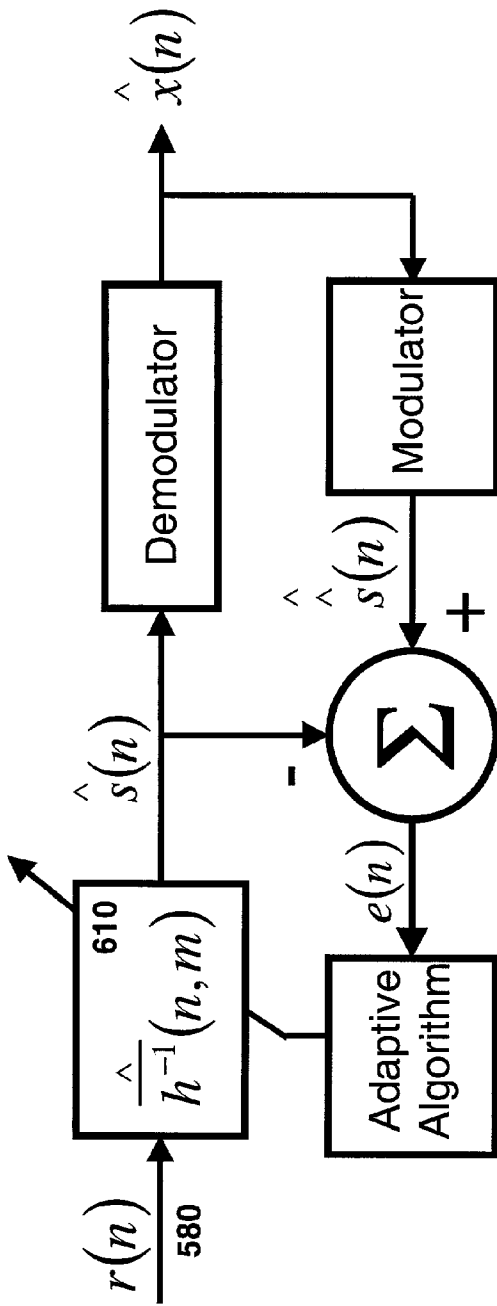 r(n)
580
610
ĥ⁻¹(n,m)
ŝ(n)
Demodulator
x̂(n)
Adaptive
Algorithm
e(n)
Σ
-
+
ŝ̂(n)
Modulator